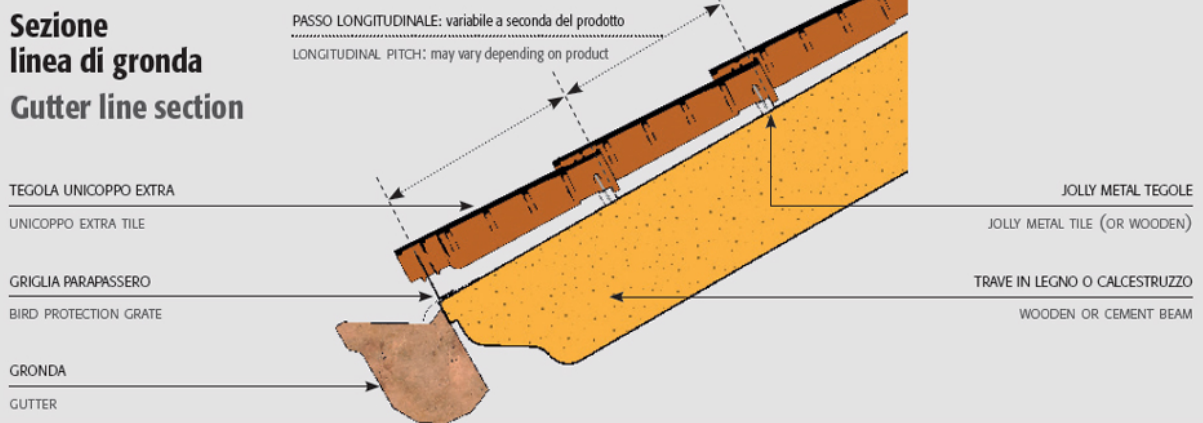 Sezione
linea di gronda
Gutter line section
PASSO LONGITUDINALE: variabile a seconda del prodotto
LONGITUDINAL PITCH: may vary depending on product
TEGOLA UNICOPPO EXTRA
UNICOPPO EXTRA TILE
GRIGLIA PARAPASSERO
BIRD PROTECTION GRATE
GRONDA
GUTTER
JOLLY METAL TEGOLE
JOLLY METAL TILE (OR WOODEN)
TRAVE IN LEGNO O CALCESTRUZZO
WOODEN OR CEMENT BEAM